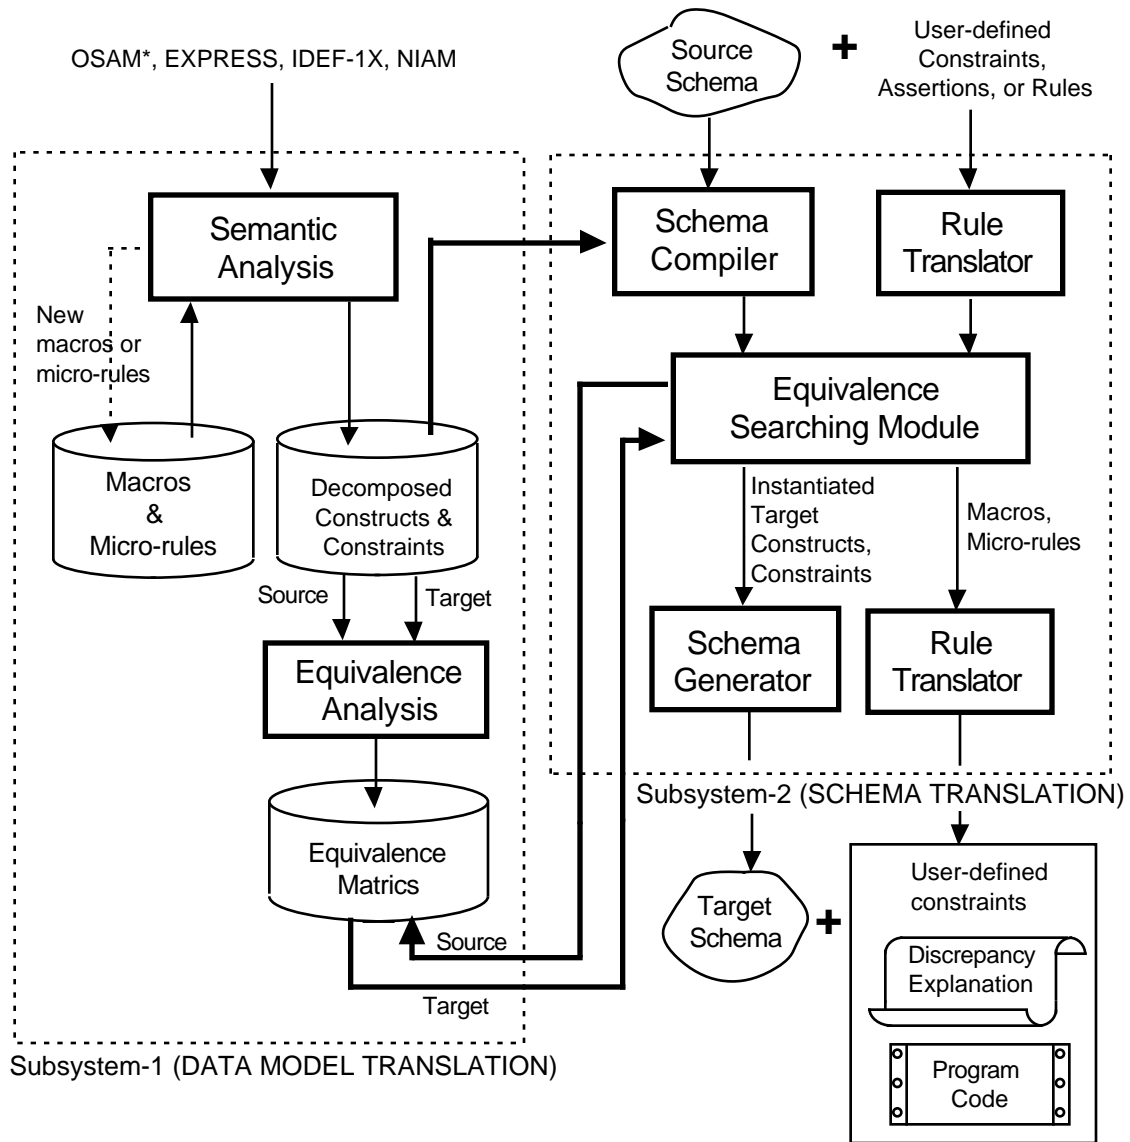 OSAM*, EXPRESS, IDEF-1X, NIAM
Source
Schema
+
User-defined
Constraints,
Assertions, or Rules
Semantic
Analysis
Schema
Compiler
Rule
Translator
New
macros or
micro-rules
Equivalence
Searching Module
Macros
&
Micro-rules
Decomposed
Constructs &
Constraints
Instantiated
Target
Constructs,
Constraints
Macros,
Micro-rules
Source
Target
Equivalence
Analysis
Schema
Generator
Rule
Translator
Subsystem-2 (SCHEMA TRANSLATION)
Equivalence
Matrics
Source
Target
Target
Schema
+
User-defined
constraints
Discrepancy
Explanation
Program
Code
Subsystem-1 (DATA MODEL TRANSLATION)